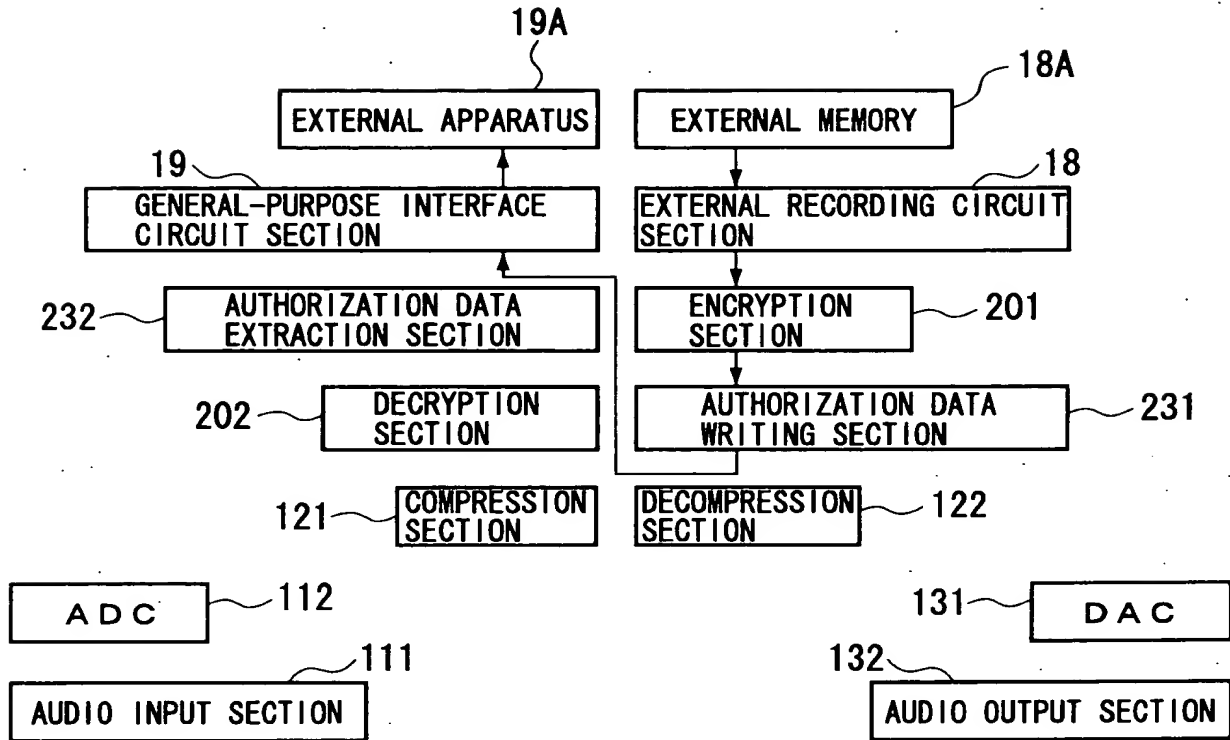 19A
18A
EXTERNAL APPARATUS
EXTERNAL MEMORY
19
18
GENERAL-PURPOSE INTERFACE
CIRCUIT SECTION
EXTERNAL RECORDING CIRCUIT
SECTION
232
AUTHORIZATION DATA
EXTRACTION SECTION
ENCRYPTION
SECTION
201
202
DECRYPTION
SECTION
AUTHORIZATION DATA
WRITING SECTION
231
121
COMPRESSION
SECTION
DECOMPRESSION
SECTION
122
ADC
112
131
DAC
111
132
AUDIO INPUT SECTION
AUDIO OUTPUT SECTION